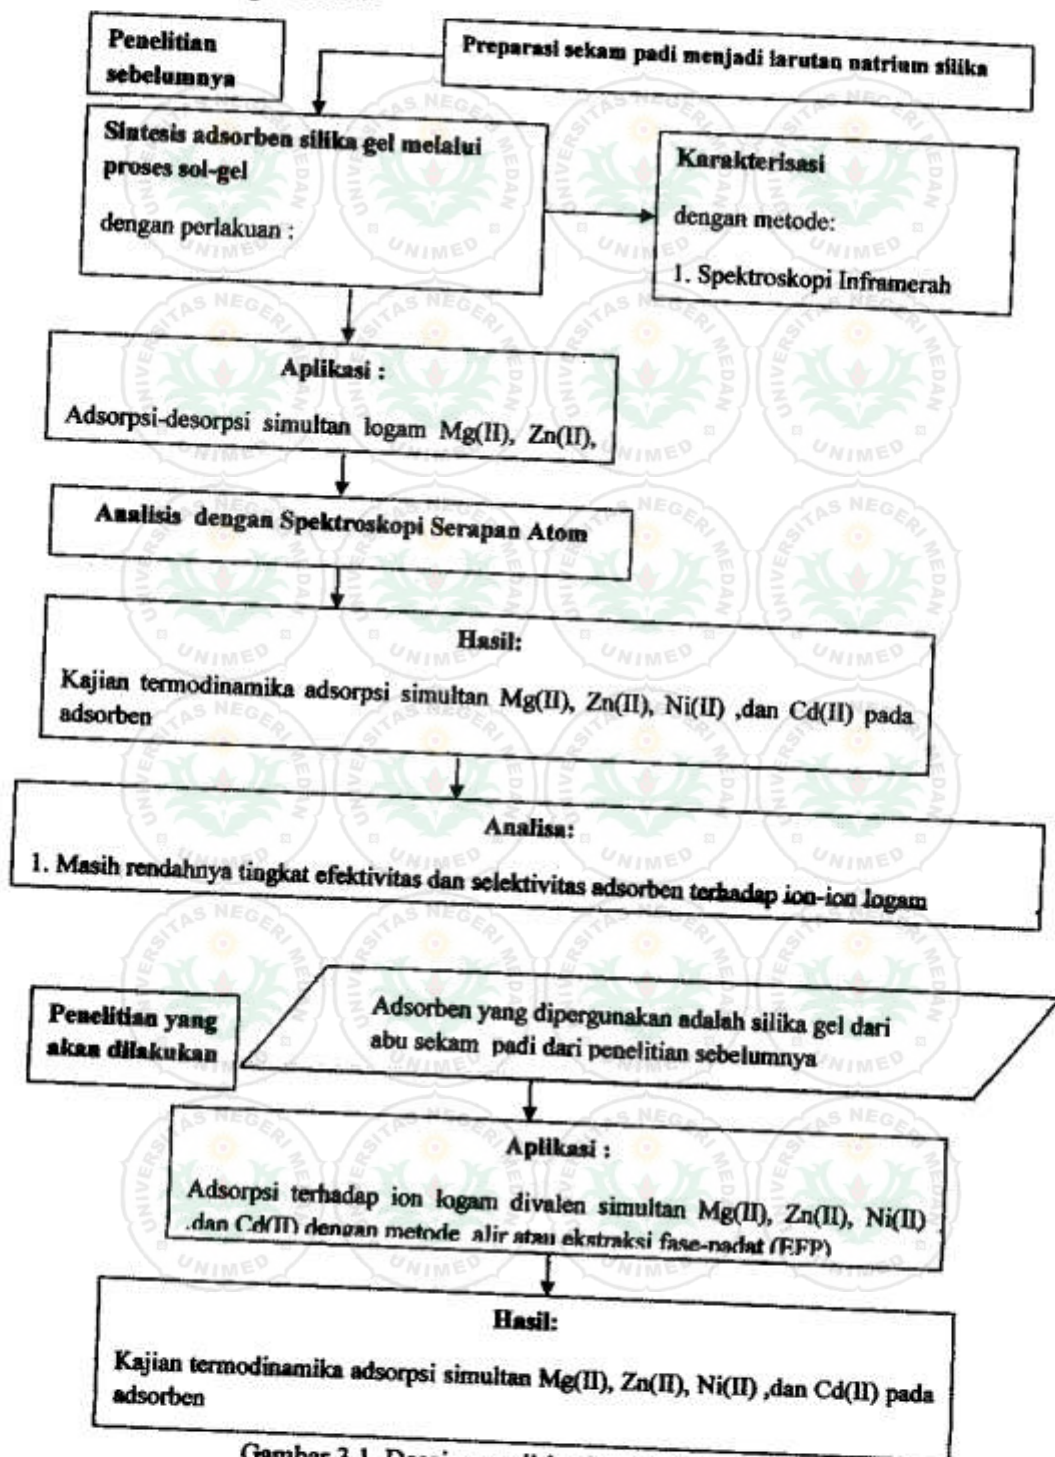 Penelitian
sebelumnya
Preparasi sekam padi menjadi larutan natrium silika
Sintesis adsorben silika gel melalui
proses sol-gel
dengan perlakuan :
Karakterisasi
dengan metode:
1. Spektroskopi Inframerah
Aplikasi :
Adsorpsi-desorpsi simultan logam Mg(II), Zn(II),
Analisis dengan Spektroskopi Serapan Atom
Hasil:
Kajian termodinamika adsorpsi simultan Mg(II), Zn(II), Ni(II) ,dan Cd(II) pada
adsorben
Analisa:
1. Masih rendahnya tingkat efektivitas dan selektivitas adsorben terhadap ion-ion logam
Penelitian yang
akan dilakukan
Adsorben yang dipergunakan adalah silika gel dari
abu sekam padi dari penelitian sebelumnya
Aplikasi :
Adsorpsi terhadap ion logam divalen simultan Mg(II), Zn(II), Ni(II)
,dan Cd(II) dengan metode alir atau ekstraksi fase-padat (EFP)
Hasil:
Kajian termodinamika adsorpsi simultan Mg(II), Zn(II), Ni(II) ,dan Cd(II) pada
adsorben
Gambar 3.1. Desain